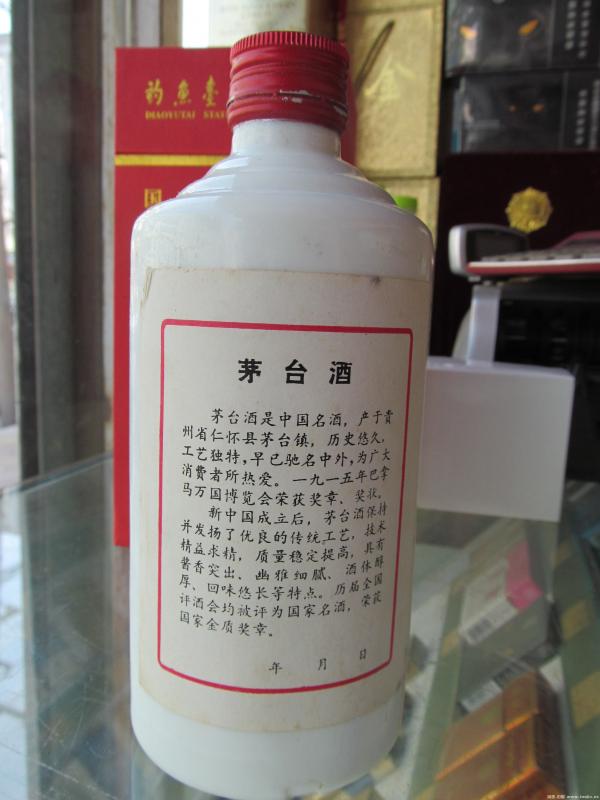 钓鱼臺
DIAOYUTAI STAT
国
金
茅台酒
茅台酒是中国名酒，产于贵
州省仁怀县茅台镇，历史悠久，
工艺独特，早已驰名中外，为广大
消费者所热爱。一九一五年巴拿
马万国博览会荣获奖章、奖状。
新中国成立后，茅台酒保持
并发扬了优良的传统工艺，技术
精益求精，质量稳定提高，具有
酱香突出、幽雅细腻、酒体醇
厚、回味悠长等特点。历届全国
评酒会均被评为国家名酒，荣获
国家金质奖章。
年 月 日